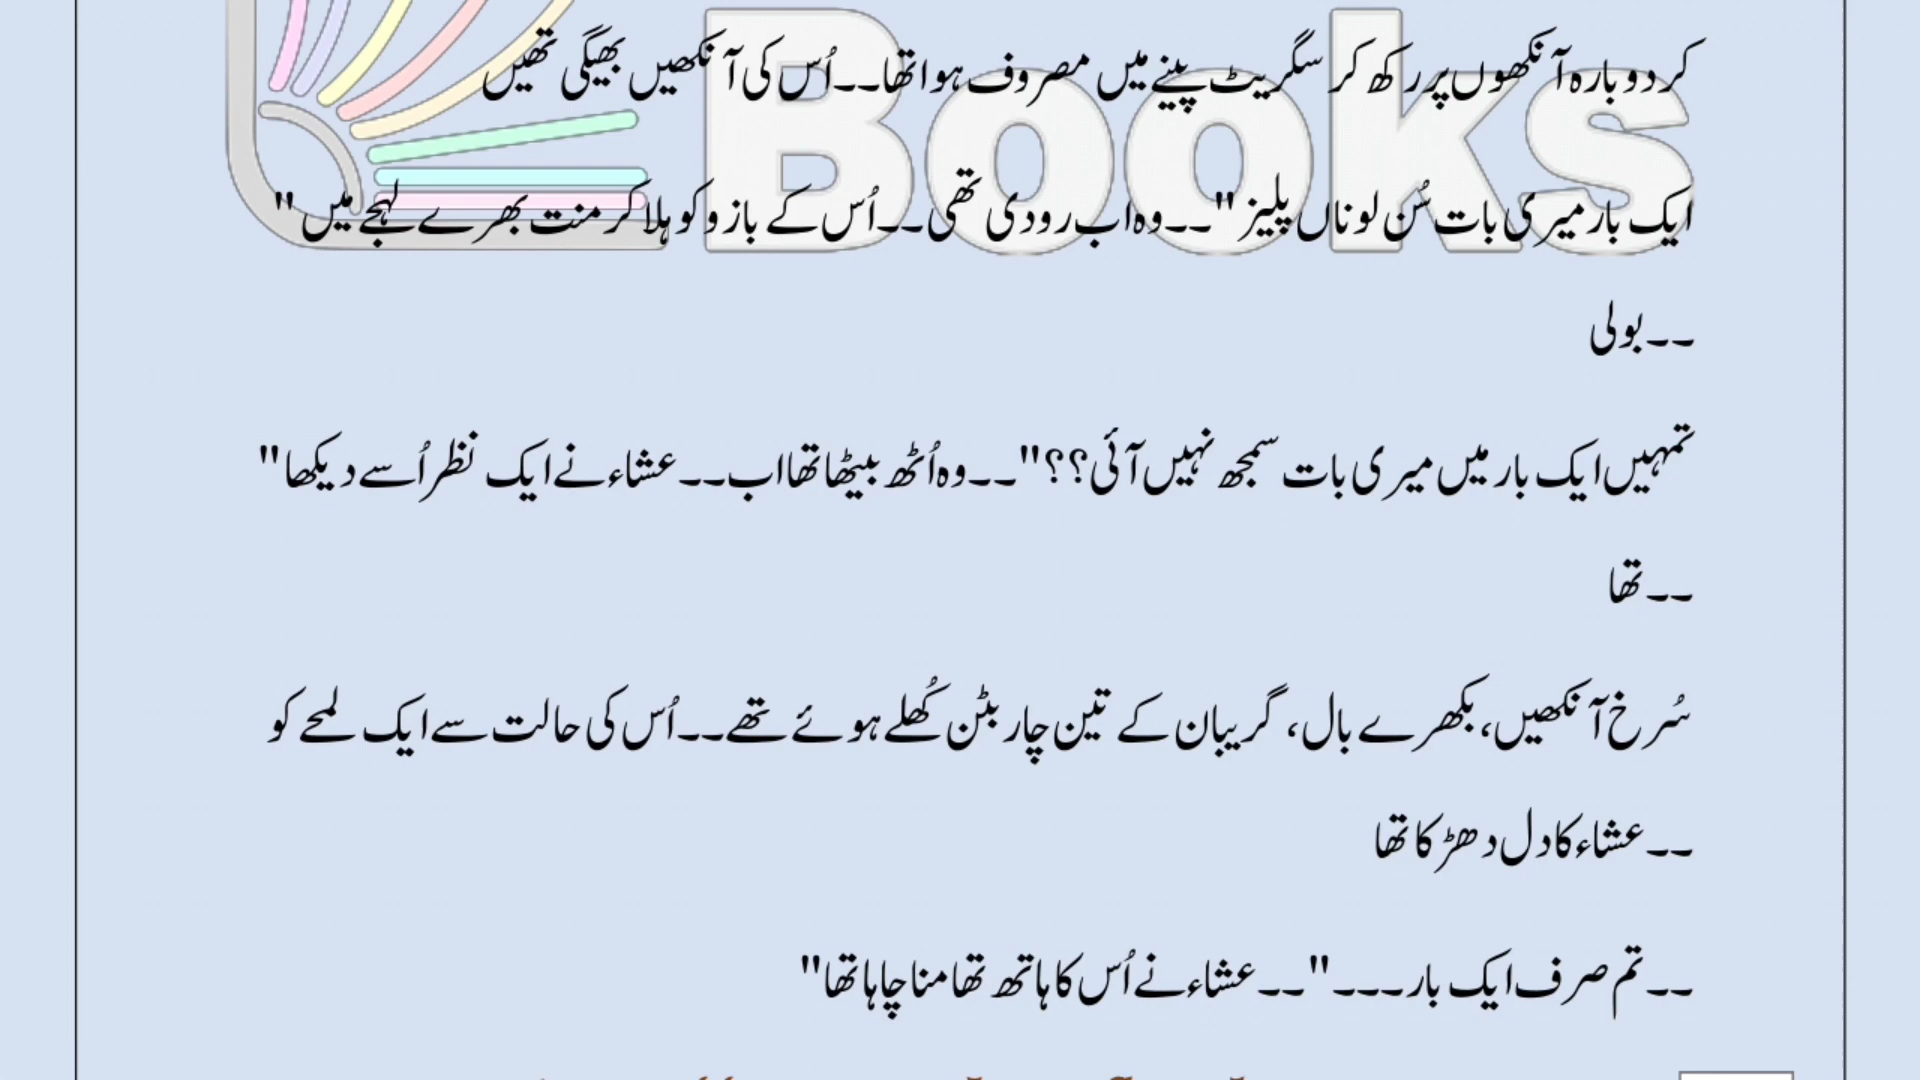 Books
کر دوبارہ آنکھوں پر رکھ کر سگریٹ پینے میں مصروف ہوا تھا۔۔اُس کی آنکھیں بھیگی تھیں
ایک بار میری بات سُن لو ناں پلیز "۔۔وہ اب رو دی تھی۔۔اُس کے بازو کو ہلا کر منت بھرے لہجے میں "
۔۔بولی
تمہیں ایک بار میں میری بات سمجھ نہیں آئی؟؟"۔۔وہ اُٹھ بیٹھا تھا اب۔۔عشاء نے ایک نظر اُسے دیکھا "
۔۔تھا
سُرخ آنکھیں، بکھرے بال، گریبان کے تین چار بٹن کُھلے ہوئے تھے۔۔اُس کی حالت سے ایک لمحے کو
۔۔عشاء کا دل دھڑکا تھا
۔۔تم صرف ایک بار۔۔۔"۔۔عشاء نے اُس کا ہاتھ تھامنا چاہا تھا"